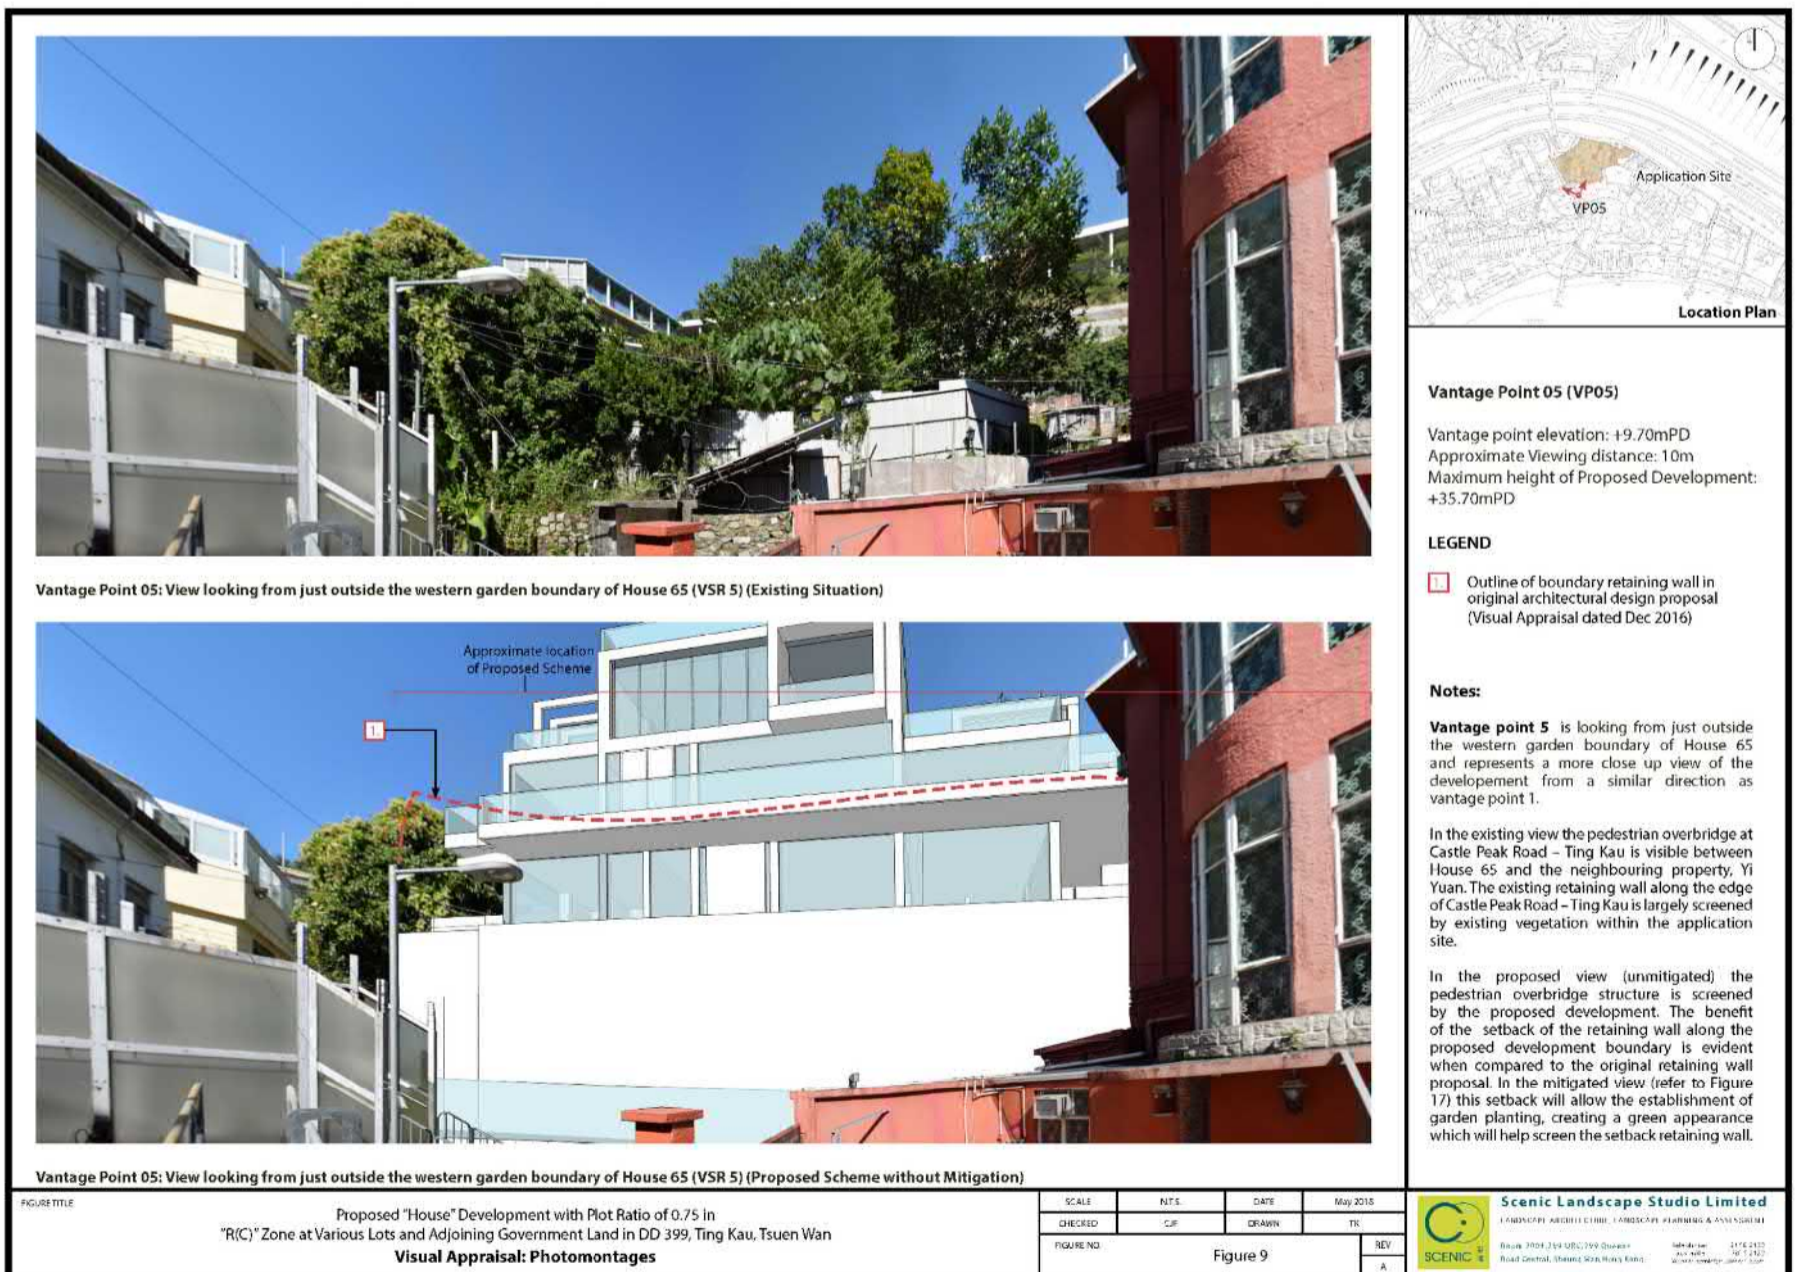 Application Site
VP05
Location Plan
Vantage Point 05: View looking from just outside the western garden boundary of House 65 (VSR 5) (Existing Situation)
Approximate location
of Proposed Scheme
1.
Vantage Point 05: View looking from just outside the western garden boundary of House 65 (VSR 5) (Proposed Scheme without Mitigation)
Vantage Point 05 (VP05)
Vantage point elevation: +9.70mPD
Approximate Viewing distance: 10m
Maximum height of Proposed Development:
+35.70mPD
LEGEND
1. Outline of boundary retaining wall in
original architectural design proposal
(Visual Appraisal dated Dec 2016)
Notes:
Vantage point 5 is looking from just outside
the western garden boundary of House 65
and represents a more close up view of the
developement from a similar direction as
vantage point 1.
In the existing view the pedestrian overbridge at
Castle Peak Road – Ting Kau is visible between
House 65 and the neighbouring property, Yi
Yuan. The existing retaining wall along the edge
of Castle Peak Road – Ting Kau is largely screened
by existing vegetation within the application
site.
In the proposed view (unmitigated) the
pedestrian overbridge structure is screened
by the proposed development. The benefit
of the setback of the retaining wall along the
proposed development boundary is evident
when compared to the original retaining wall
proposal. In the mitigated view (refer to Figure
17) this setback will allow the establishment of
garden planting, creating a green appearance
which will help screen the setback retaining wall.
FIGURE TITLE
Proposed "House" Development with Plot Ratio of 0.75 in
"R(C)" Zone at Various Lots and Adjoining Government Land in DD 399, Ting Kau, Tsuen Wan
Visual Appraisal: Photomontages
SCALE N.T.S. DATE May 2018
CHECKED CJF DRAWN TK
FIGURE NO. Figure 9 REV
A
SCENIC
Scenic Landscape Studio Limited
LANDSCAPE ARCHITECTURE, LANDSCAPE PLANNING & ASSESSMENT
Road Central, Sheung Wan, Hong Kong